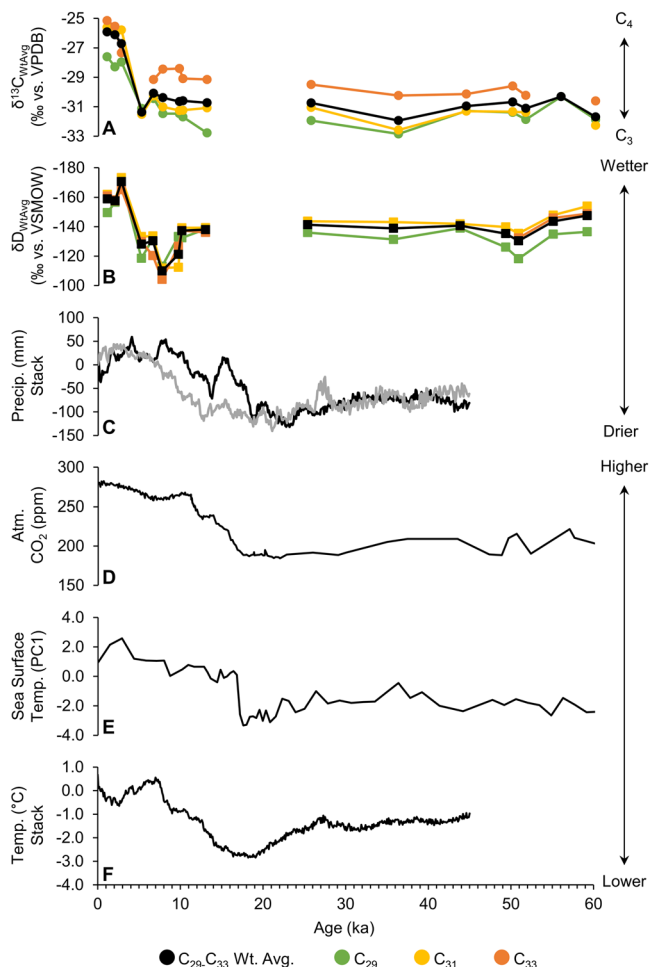 -25
-27
-29
-31
-33
δ¹³C_WtAvg
(‰ vs. VPDB)
A
C₄
C₃
-180
-160
-140
-120
-100
δD_WtAvg
(‰ vs. VSMOW)
B
Wetter
100
50
0
-50
-100
-150
Precip. (mm)
Stack
C
Drier
Higher
300
250
200
150
Atm.
CO₂ (ppm)
D
4.0
2.0
0.0
-2.0
-4.0
Sea Surface
Temp. (PC1)
E
1.0
0.0
-1.0
-2.0
-3.0
-4.0
Temp. (°C)
Stack
F
Lower
0 10 20 30 40 50 60
Age (ka)
C₂₉-C₃₃ Wt. Avg. C₂₉ C₃₁ C₃₃